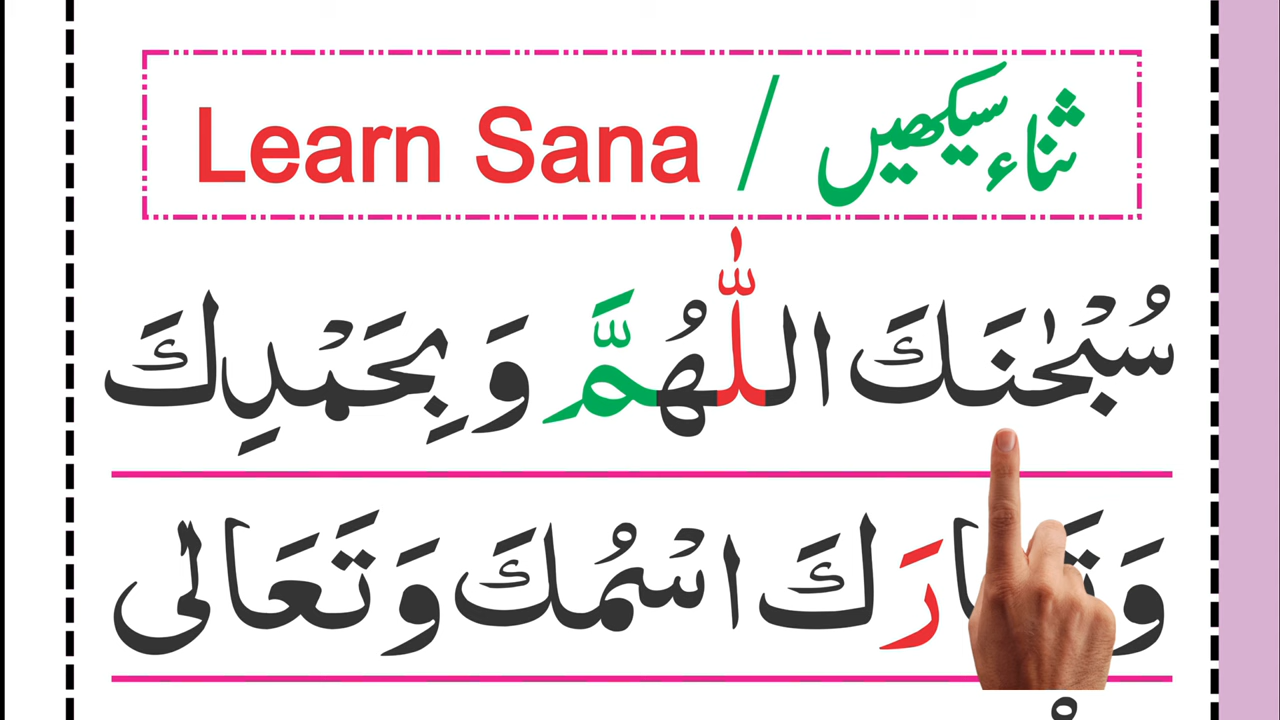 Learn Sana / ثناء سیکھیں
سُبْحٰنَكَ اللّٰهُمَّ وَ بِحَمْدِكَ
وَ رَكَ اسْمُكَ وَتَعَالٰى